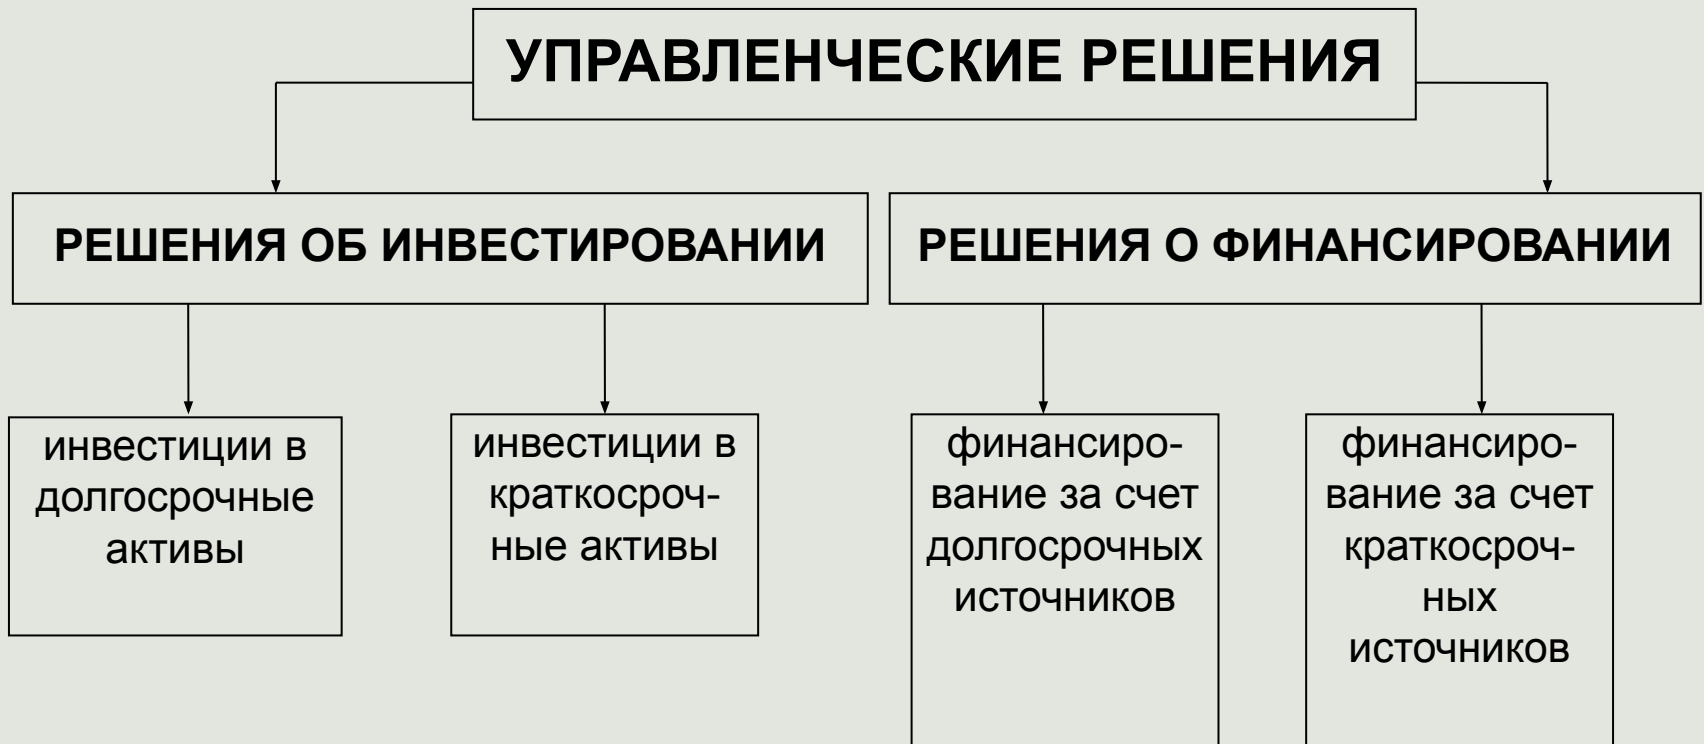 УПРАВЛЕНЧЕСКИЕ РЕШЕНИЯ
РЕШЕНИЯ ОБ ИНВЕСТИРОВАНИИ
РЕШЕНИЯ О ФИНАНСИРОВАНИИ
инвестиции в
долгосрочные
активы
инвестиции в
краткосроч-
ные активы
финансиро-
вание за счет
долгосрочных
источников
финансиро-
вание за счет
краткосроч-
ных
источников